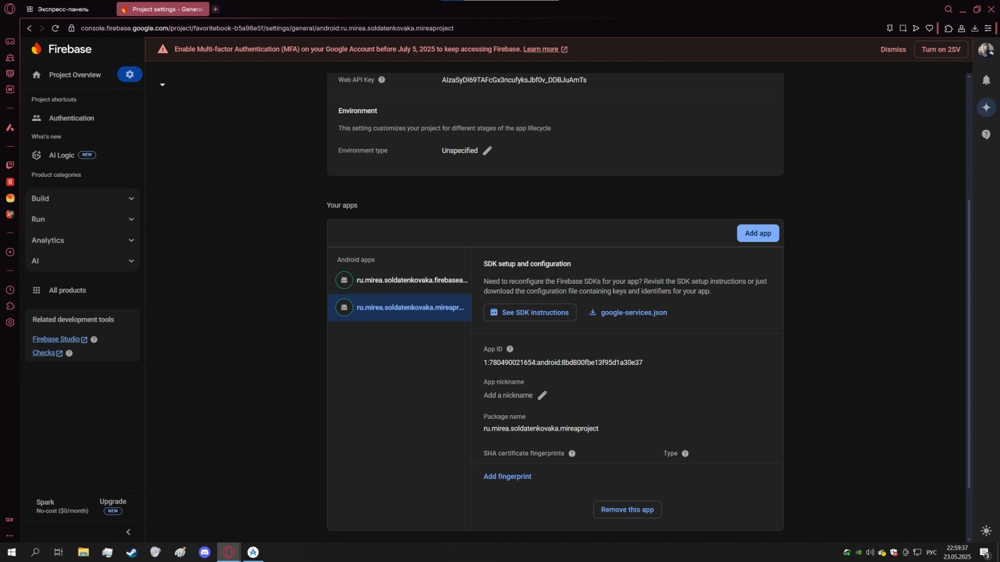 Экспресс-панель
Project settings - General
console.firebase.google.com/project/favoritebook-b5a98e5f/settings/general/android:ru.mirea.soldatenkovaka.mireaproject
Firebase
Enable Multi-factor Authentication (MFA) on your Google Account before July 5, 2025 to keep accessing Firebase. Learn more
Dismiss
Turn on 2SV
Project Overview
Project shortcuts
Authentication
What's new
AI Logic NEW
Product categories
Build
Run
Analytics
AI
All products
Related development tools
Firebase Studio
Checks
Spark
No-cost ($0/month)
Upgrade
NEW
Web API Key
AIzaSyDI69TAFcGx3ncufyksJbf0v_DDBJuAmTs
Environment
This setting customizes your project for different stages of the app lifecycle
Environment type
Unspecified
Your apps
Add app
Android apps
ru.mirea.soldatenkovaka.firebasea...
ru.mirea.soldatenkovaka.mireapr...
SDK setup and configuration
Need to reconfigure the Firebase SDKs for your app? Revisit the SDK setup instructions or just
download the configuration file containing keys and identifiers for your app.
See SDK instructions
google-services.json
App ID
1:780490021654:android:8bd800fbe13f95d1a30e37
App nickname
Add a nickname
Package name
ru.mirea.soldatenkovaka.mireaproject
SHA certificate fingerprints
Type
Add fingerprint
Remove this app
GX
РУС
22:59:37
23.05.2025
3